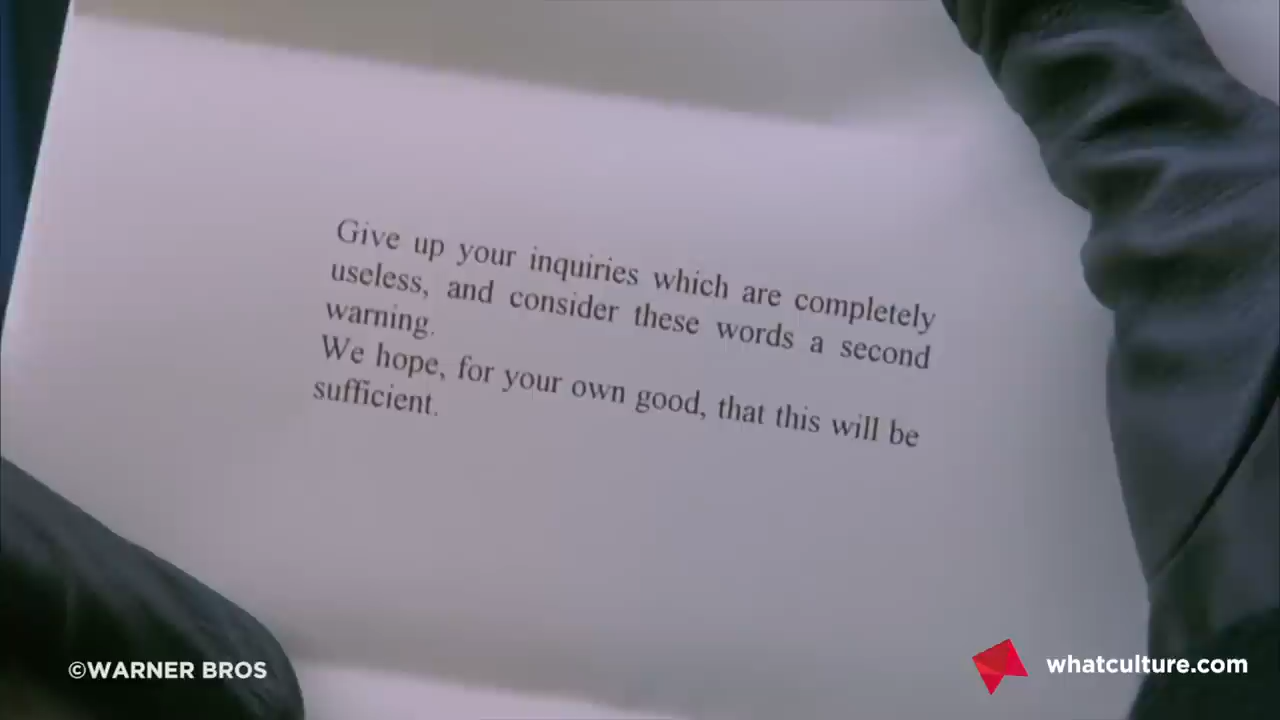 Give up your inquiries which are completely
useless, and consider these words a second
warning.
We hope, for your own good, that this will be
sufficient.
©WARNER BROS
whatculture.com